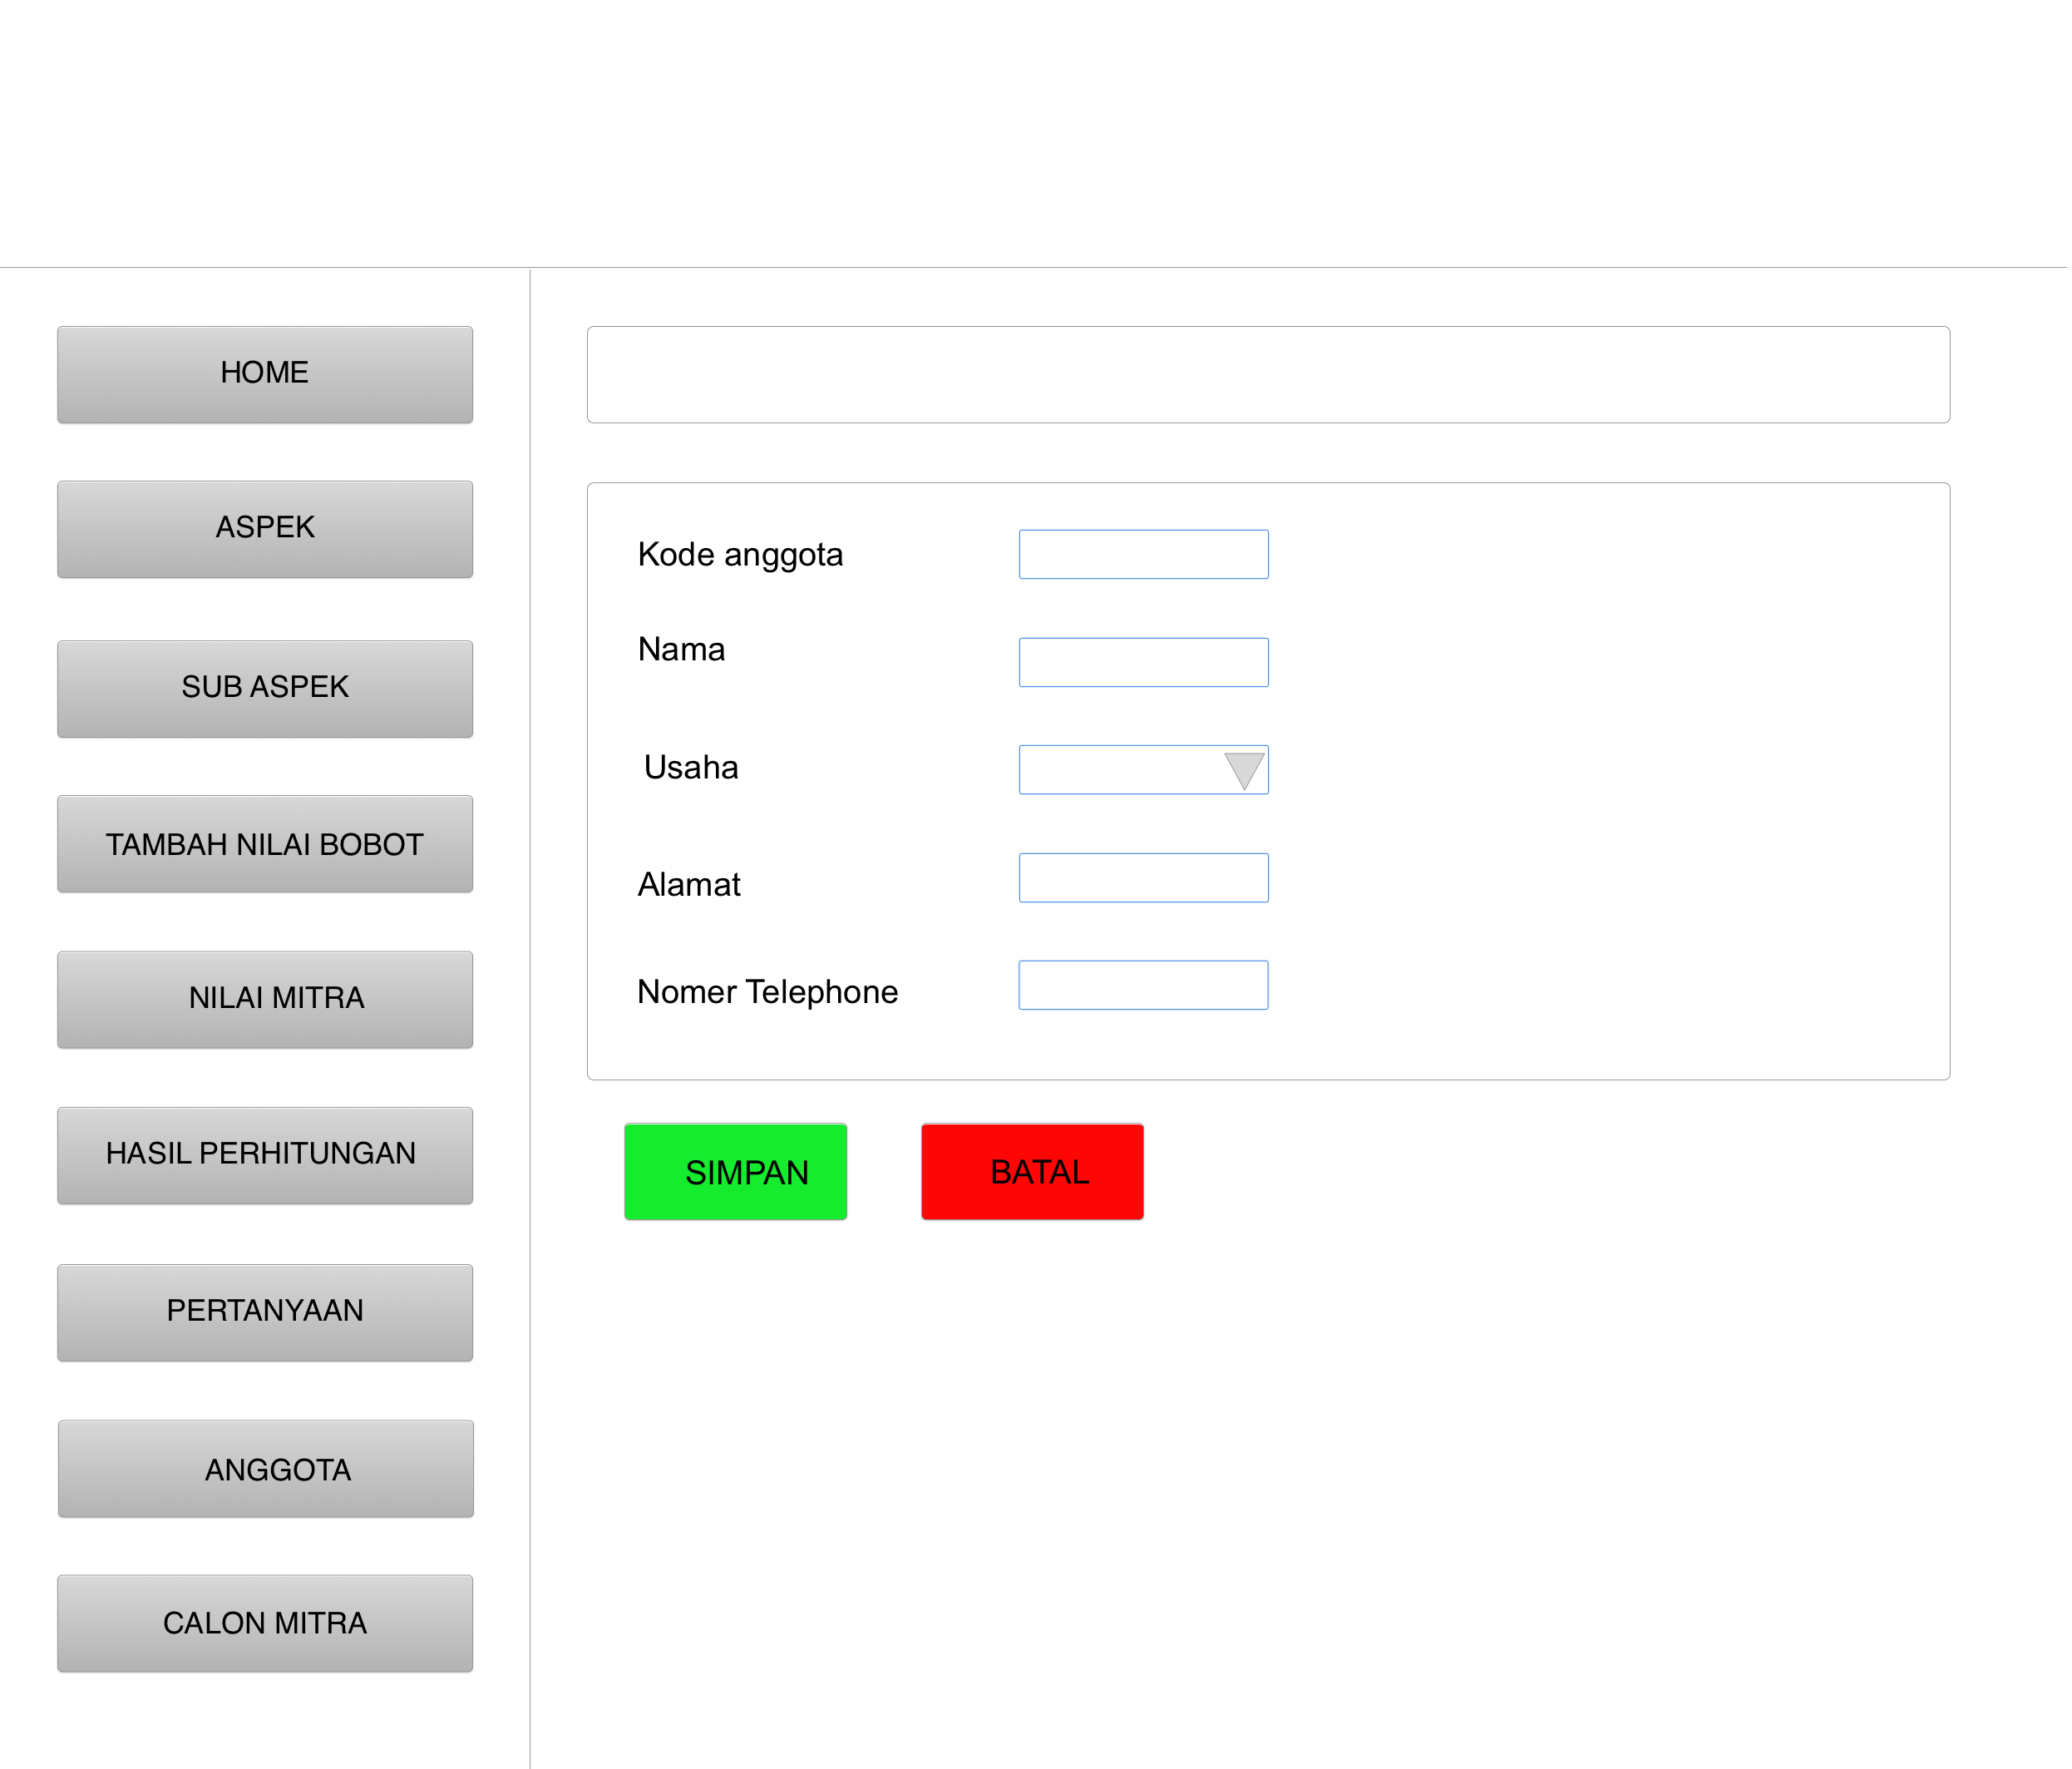 HOME
ASPEK
SUB ASPEK
TAMBAH NILAI BOBOT
NILAI MITRA
HASIL PERHITUNGAN
PERTANYAAN
ANGGOTA
CALON MITRA
Kode anggota
Nama
Usaha
Alamat
Nomer Telephone
SIMPAN
BATAL